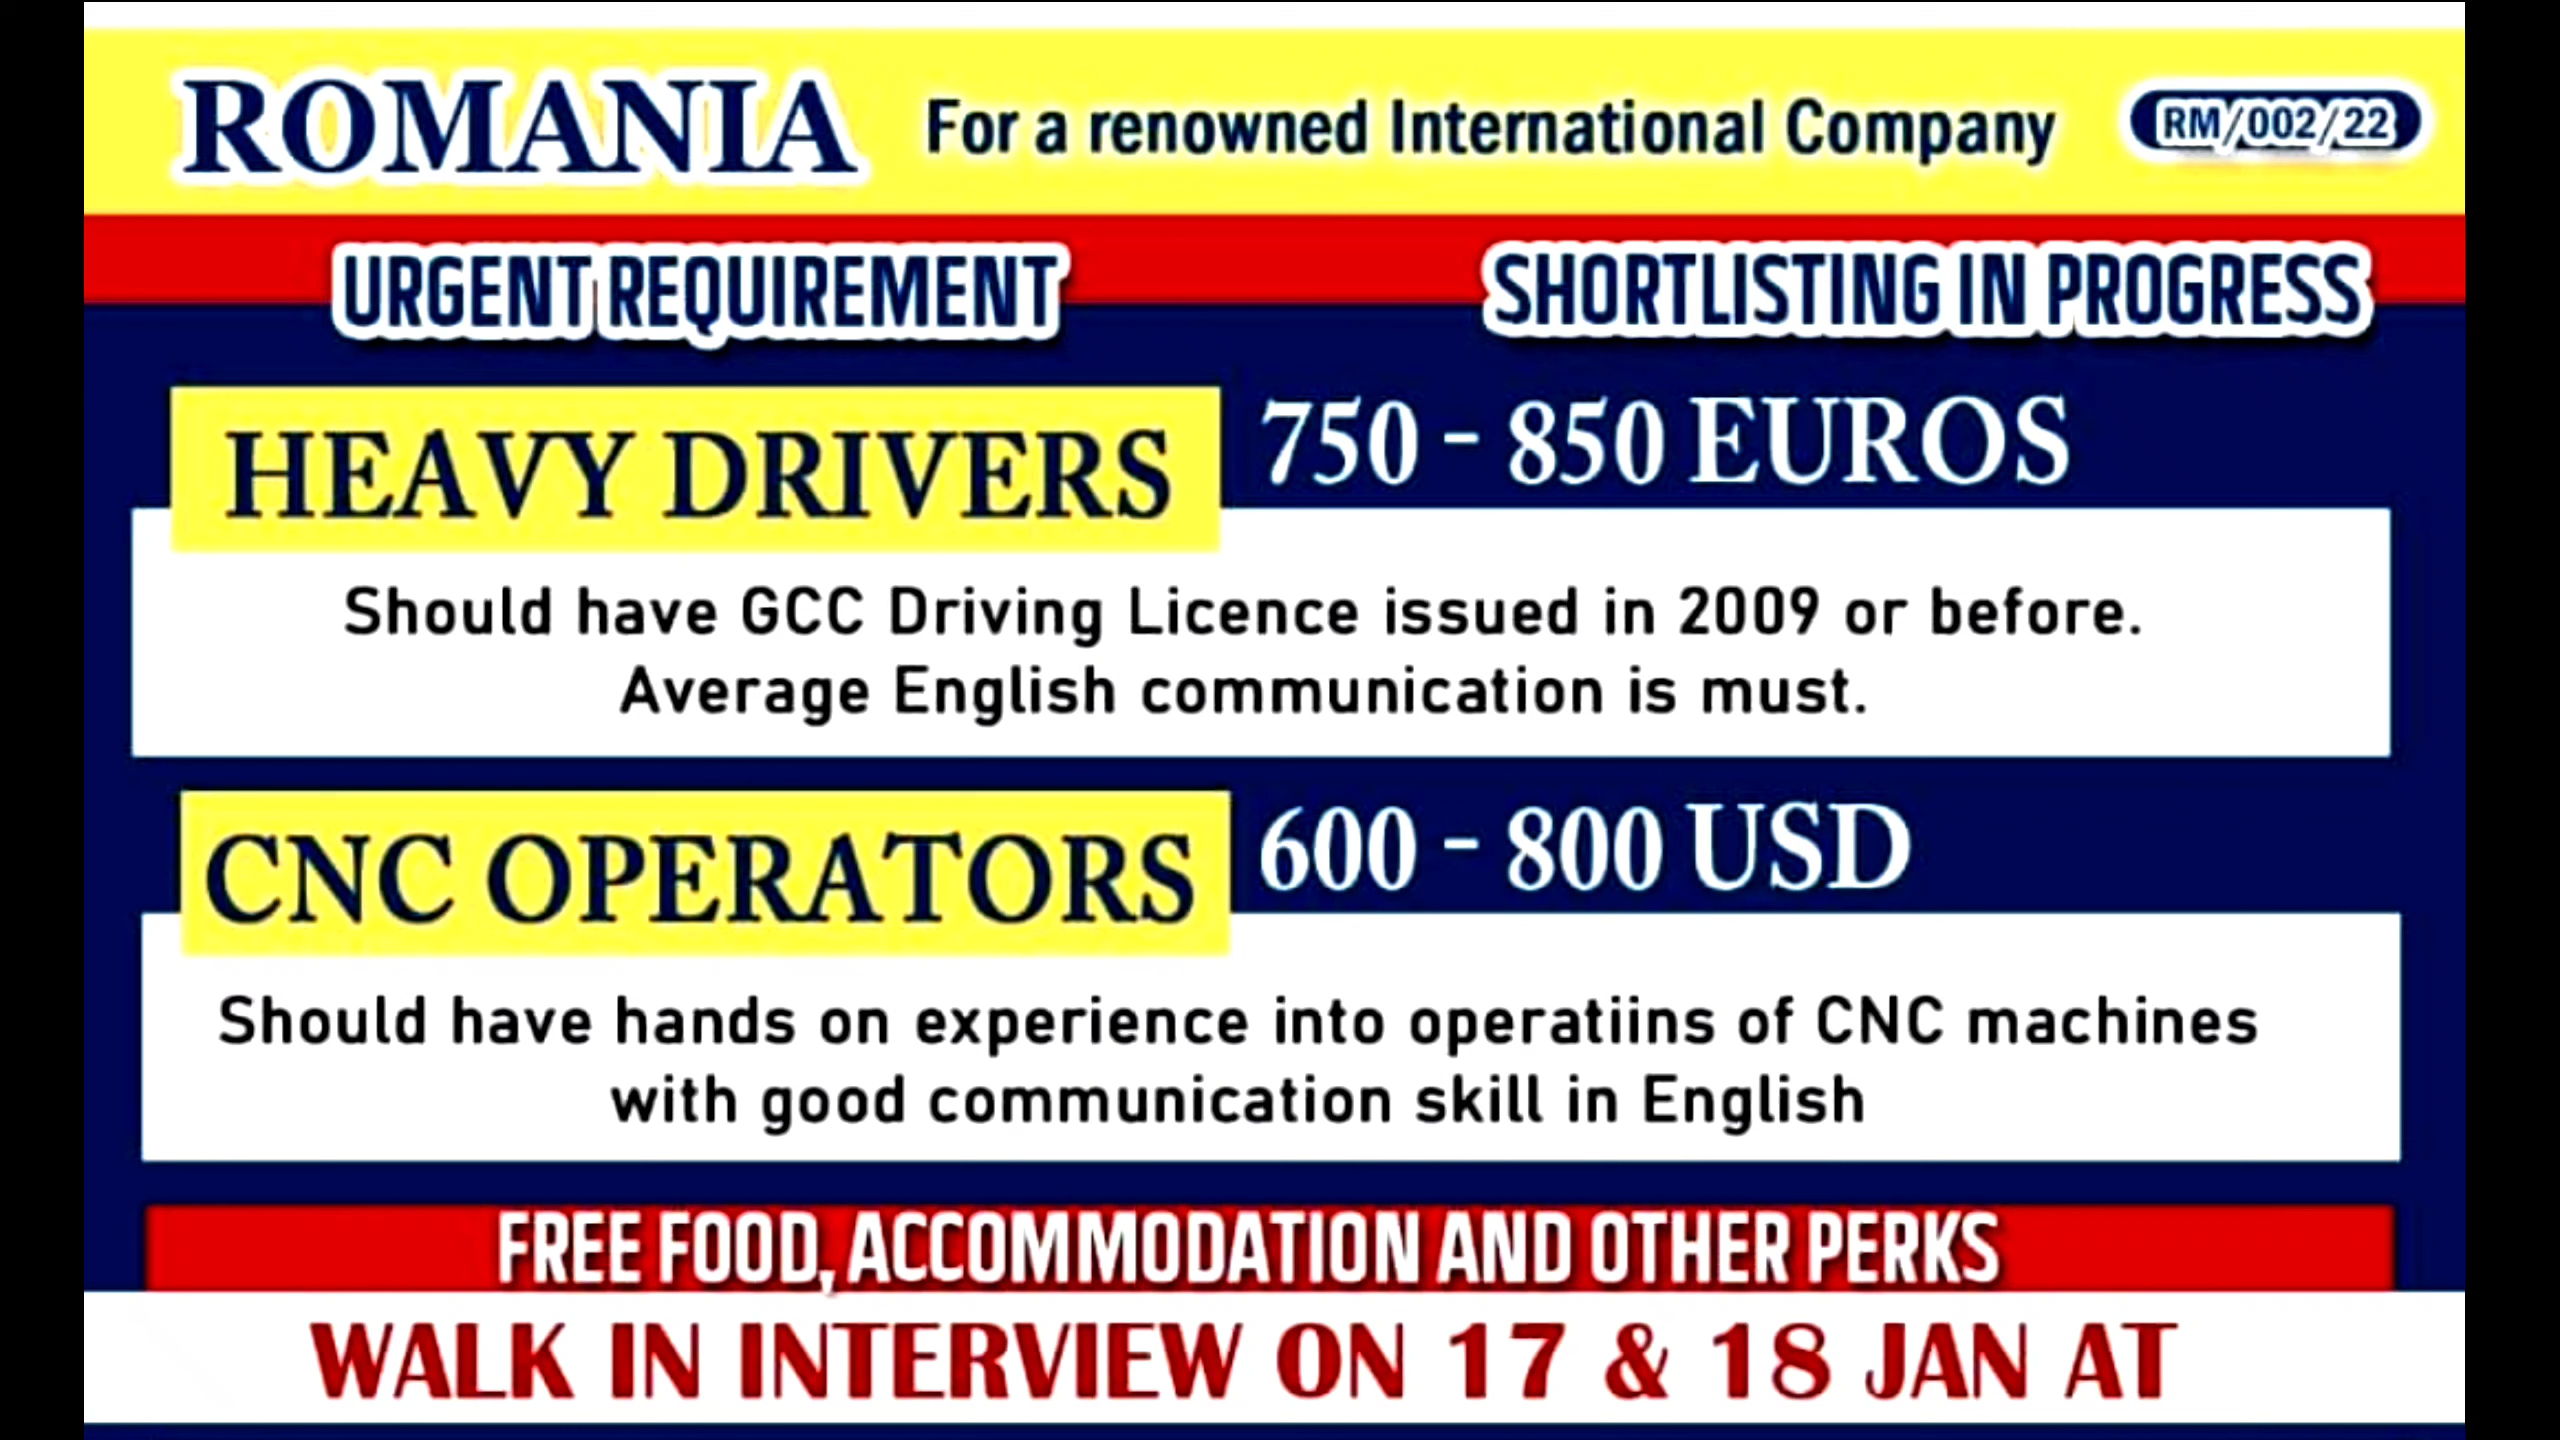 ROMANIA For a renowned International Company RM/002/22
URGENT REQUIREMENT SHORTLISTING IN PROGRESS
HEAVY DRIVERS 750 - 850 EUROS
Should have GCC Driving Licence issued in 2009 or before.
Average English communication is must.
CNC OPERATORS 600 - 800 USD
Should have hands on experience into operatiins of CNC machines
with good communication skill in English
FREE FOOD, ACCOMMODATION AND OTHER PERKS
WALK IN INTERVIEW ON 17 & 18 JAN AT